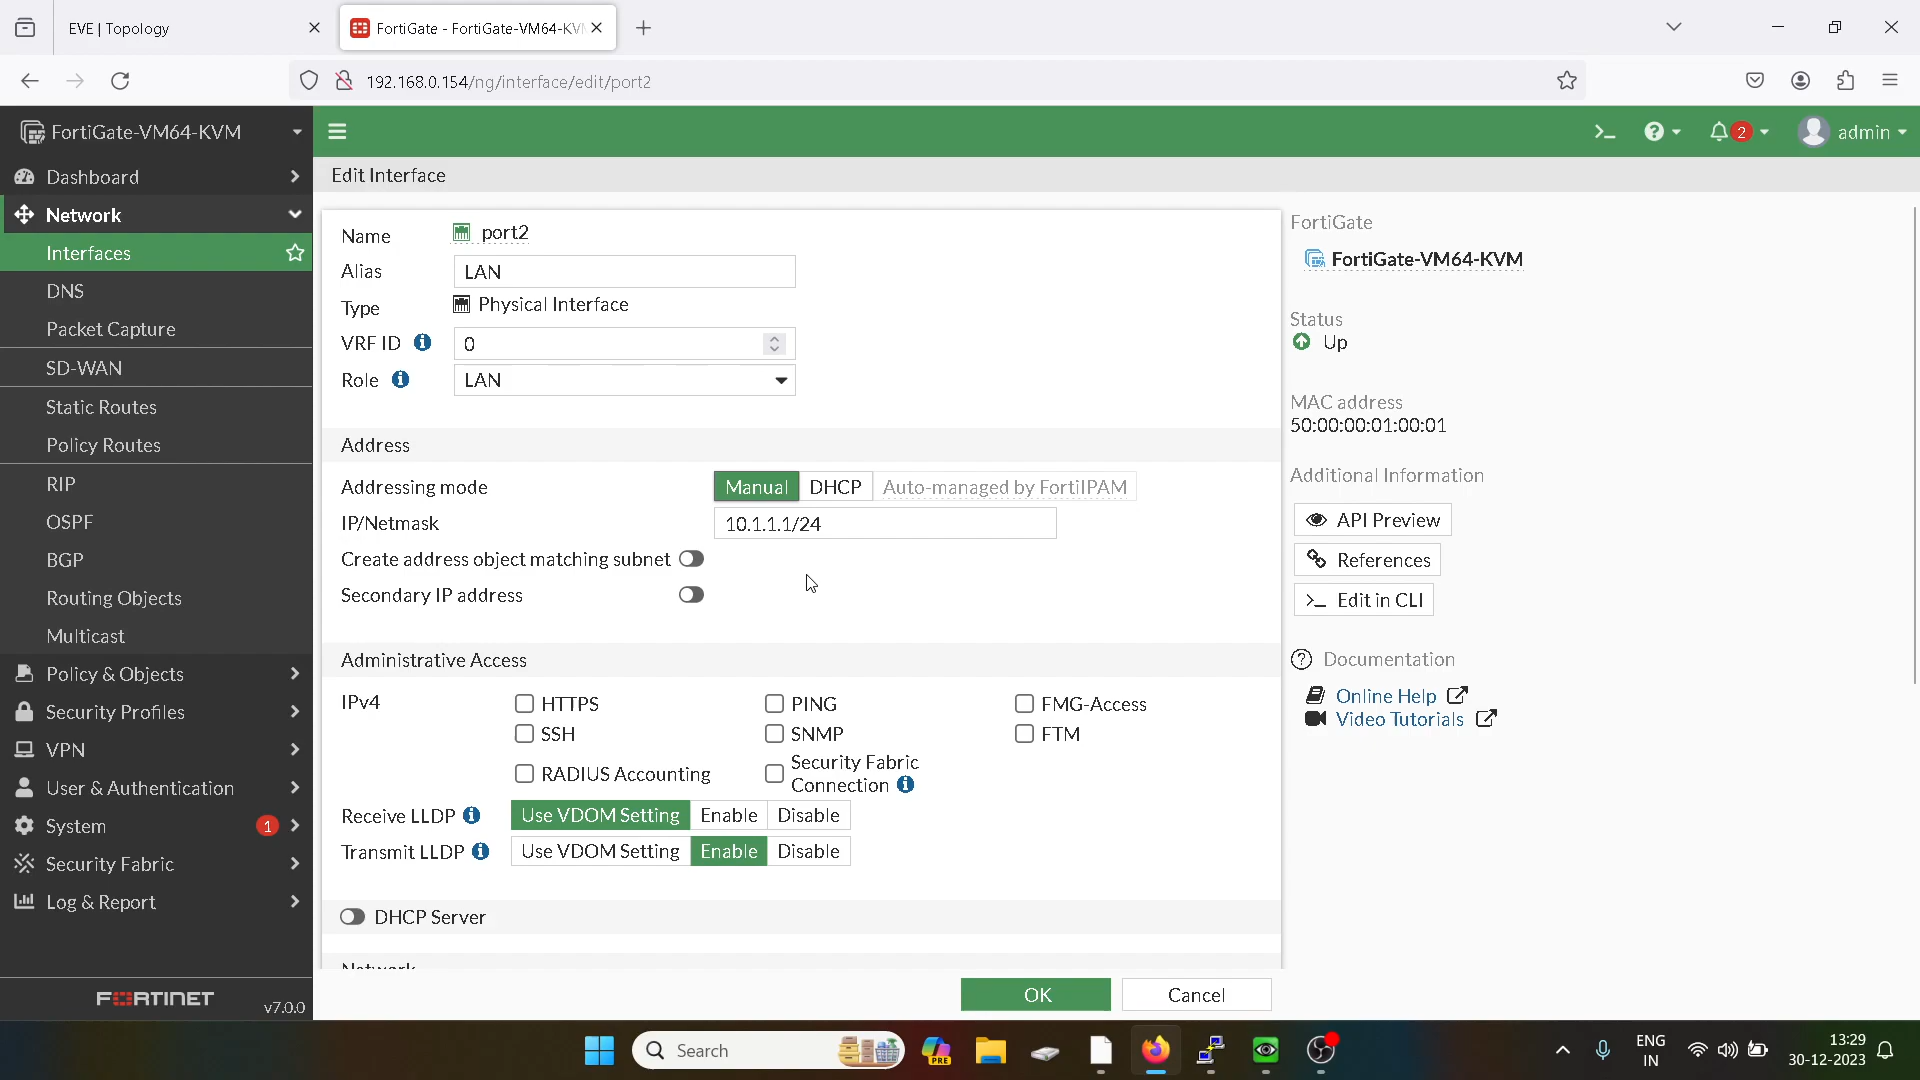 EVE | Topology
FortiGate - FortiGate-VM64-KVM
192.168.0.154/ng/interface/edit/port2
FortiGate-VM64-KVM
2
admin
Dashboard
Network
Interfaces
DNS
Packet Capture
SD-WAN
Static Routes
Policy Routes
RIP
OSPF
BGP
Routing Objects
Multicast
Policy & Objects
Security Profiles
VPN
User & Authentication
System 1
Security Fabric
Log & Report
FORTINET v7.0.0
Edit Interface
Name port2
Alias LAN
Type Physical Interface
VRF ID 0
Role LAN
Address
Addressing mode Manual DHCP Auto-managed by FortiIPAM
IP/Netmask 10.1.1.1/24
Create address object matching subnet
Secondary IP address
Administrative Access
IPv4 HTTPS PING FMG-Access
SSH SNMP FTM
RADIUS Accounting Security Fabric
Connection
Receive LLDP Use VDOM Setting Enable Disable
Transmit LLDP Use VDOM Setting Enable Disable
DHCP Server
Network
OK Cancel
FortiGate
FortiGate-VM64-KVM
Status
Up
MAC address
50:00:00:01:00:01
Additional Information
API Preview
References
>_ Edit in CLI
Documentation
Online Help
Video Tutorials
Search
PRE
ENG
IN
13:29
30-12-2023